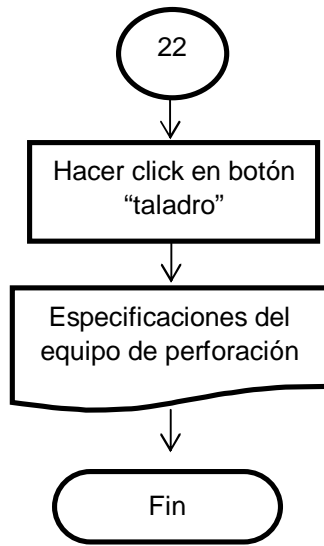 22
Hacer click en botón
“taladro”
Especificaciones del
equipo de perforación
Fin